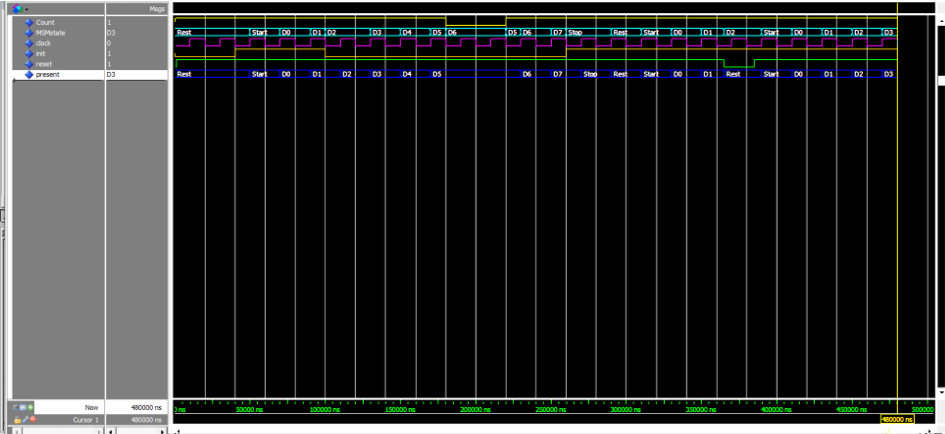 Msgs
Count 1
MSMstate D3 Rest Start D0 D1 D2 D3 D4 D5 D6 D5 D6 D7 Stop Rest Start D0 D1 D2 Start D0 D1 D2 D3
clock 0
init 1
reset 1
present D3 Rest Start D0 D1 D2 D3 D4 D5 D6 D7 Stop Rest Start D0 D1 Rest Start D0 D1 D2 D3
Now 480000 ns 50000 ns 100000 ns 150000 ns 200000 ns 250000 ns 300000 ns 350000 ns 400000 ns 450000 ns 500000
Cursor 1 480000 ns 480000 ns